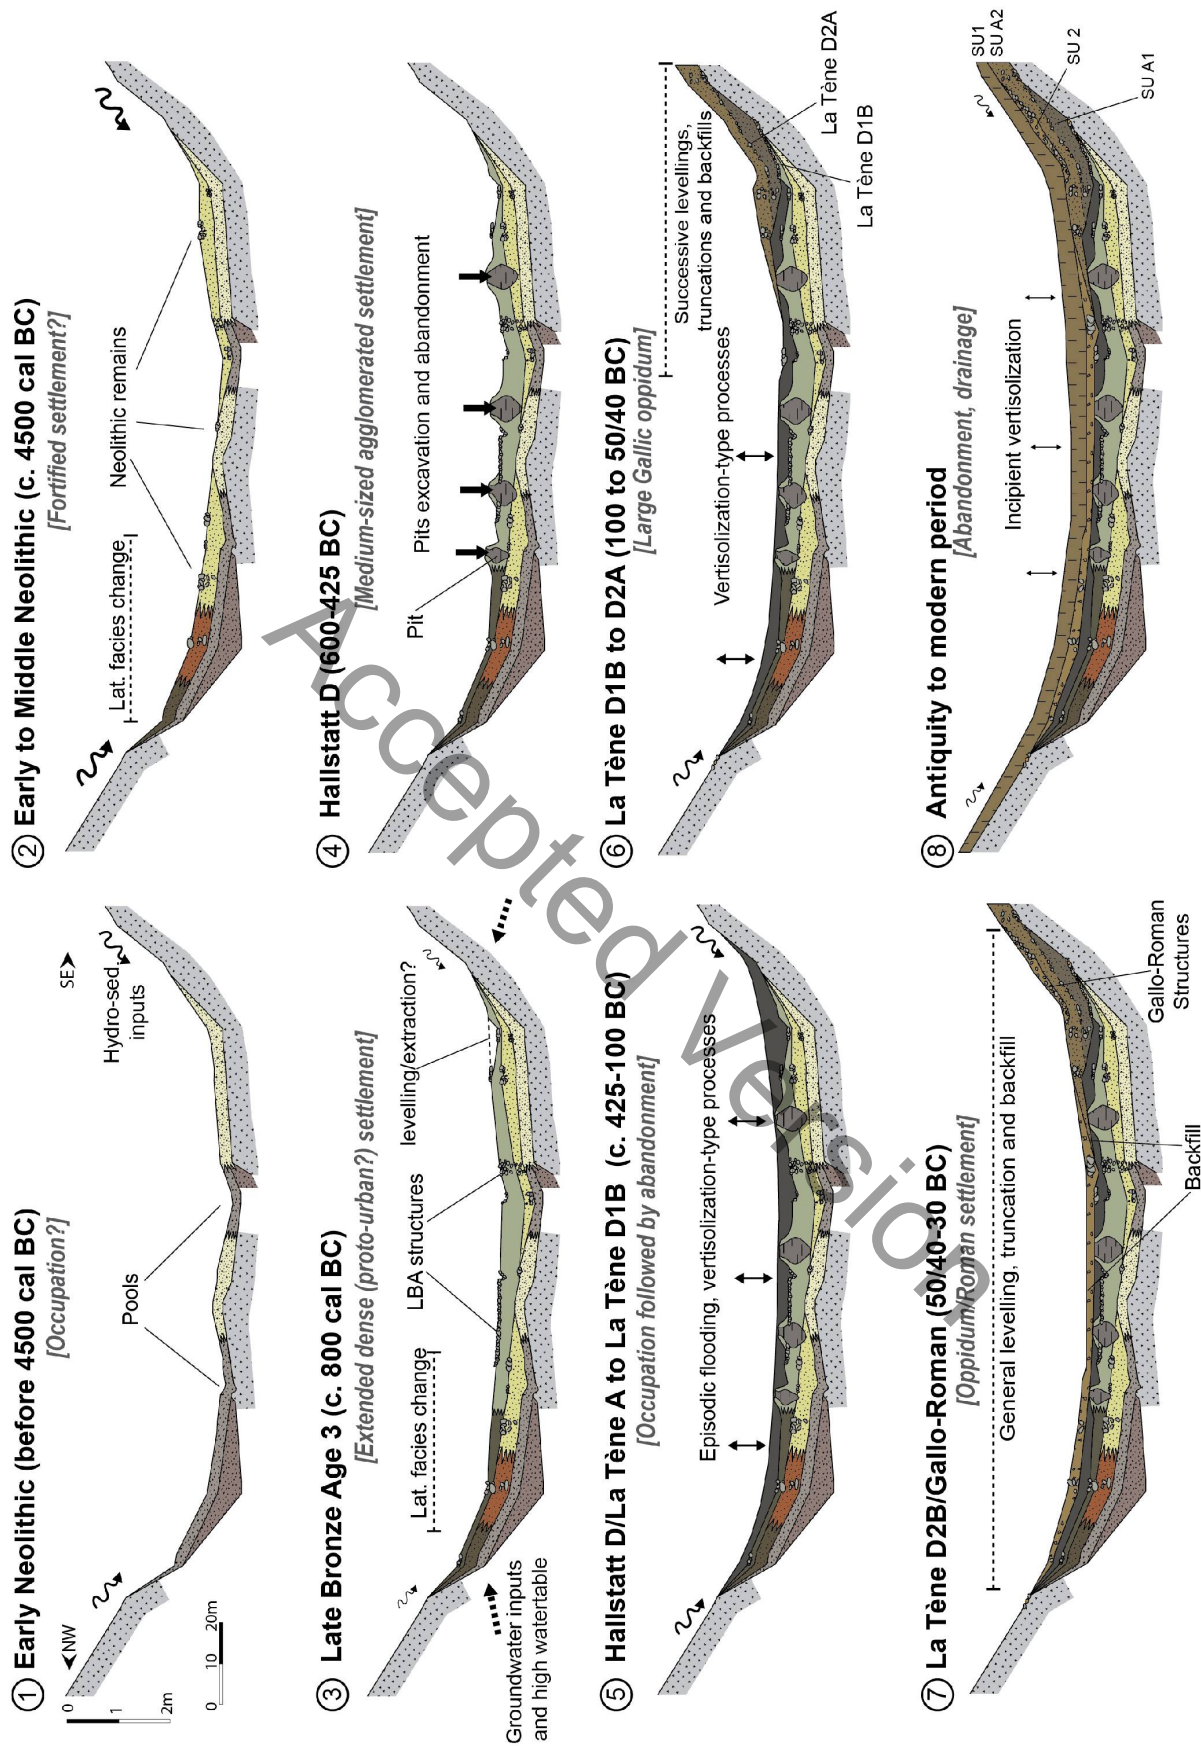 1 Early Neolithic (before 4500 cal BC)
[Occupation?]
NW
SE
0
1
2m
0 10 20m
Pools
Hydro-sed.
inputs
2 Early to Middle Neolithic (c. 4500 cal BC)
[Fortified settlement?]
Lat. facies change
Neolithic remains
3 Late Bronze Age 3 (c. 800 cal BC)
[Extended dense (proto-urban?) settlement]
Lat. facies change
LBA structures
levelling/extraction?
Groundwater inputs
and high watertable
4 Hallstatt D (600-425 BC)
[Medium-sized agglomerated settlement]
Pit
Pits excavation and abandonment
5 Hallstatt D/La Tène A to La Tène D1B (c. 425-100 BC)
[Occupation followed by abandonment]
Episodic flooding, vertisolization-type processes
6 La Tène D1B to D2A (100 to 50/40 BC)
[Large Gallic oppidum]
Vertisolization-type processes
Successive levellings,
truncations and backfills
La Tène D2A
La Tène D1B
7 La Tène D2B/Gallo-Roman (50/40-30 BC)
[Oppidum/Roman settlement]
General levelling, truncation and backfill
Backfill
Gallo-Roman
Structures
8 Antiquity to modern period
[Abandonment, drainage]
Incipient vertisolization
SU1
SU A2
SU 2
SU A1
Accepted Version